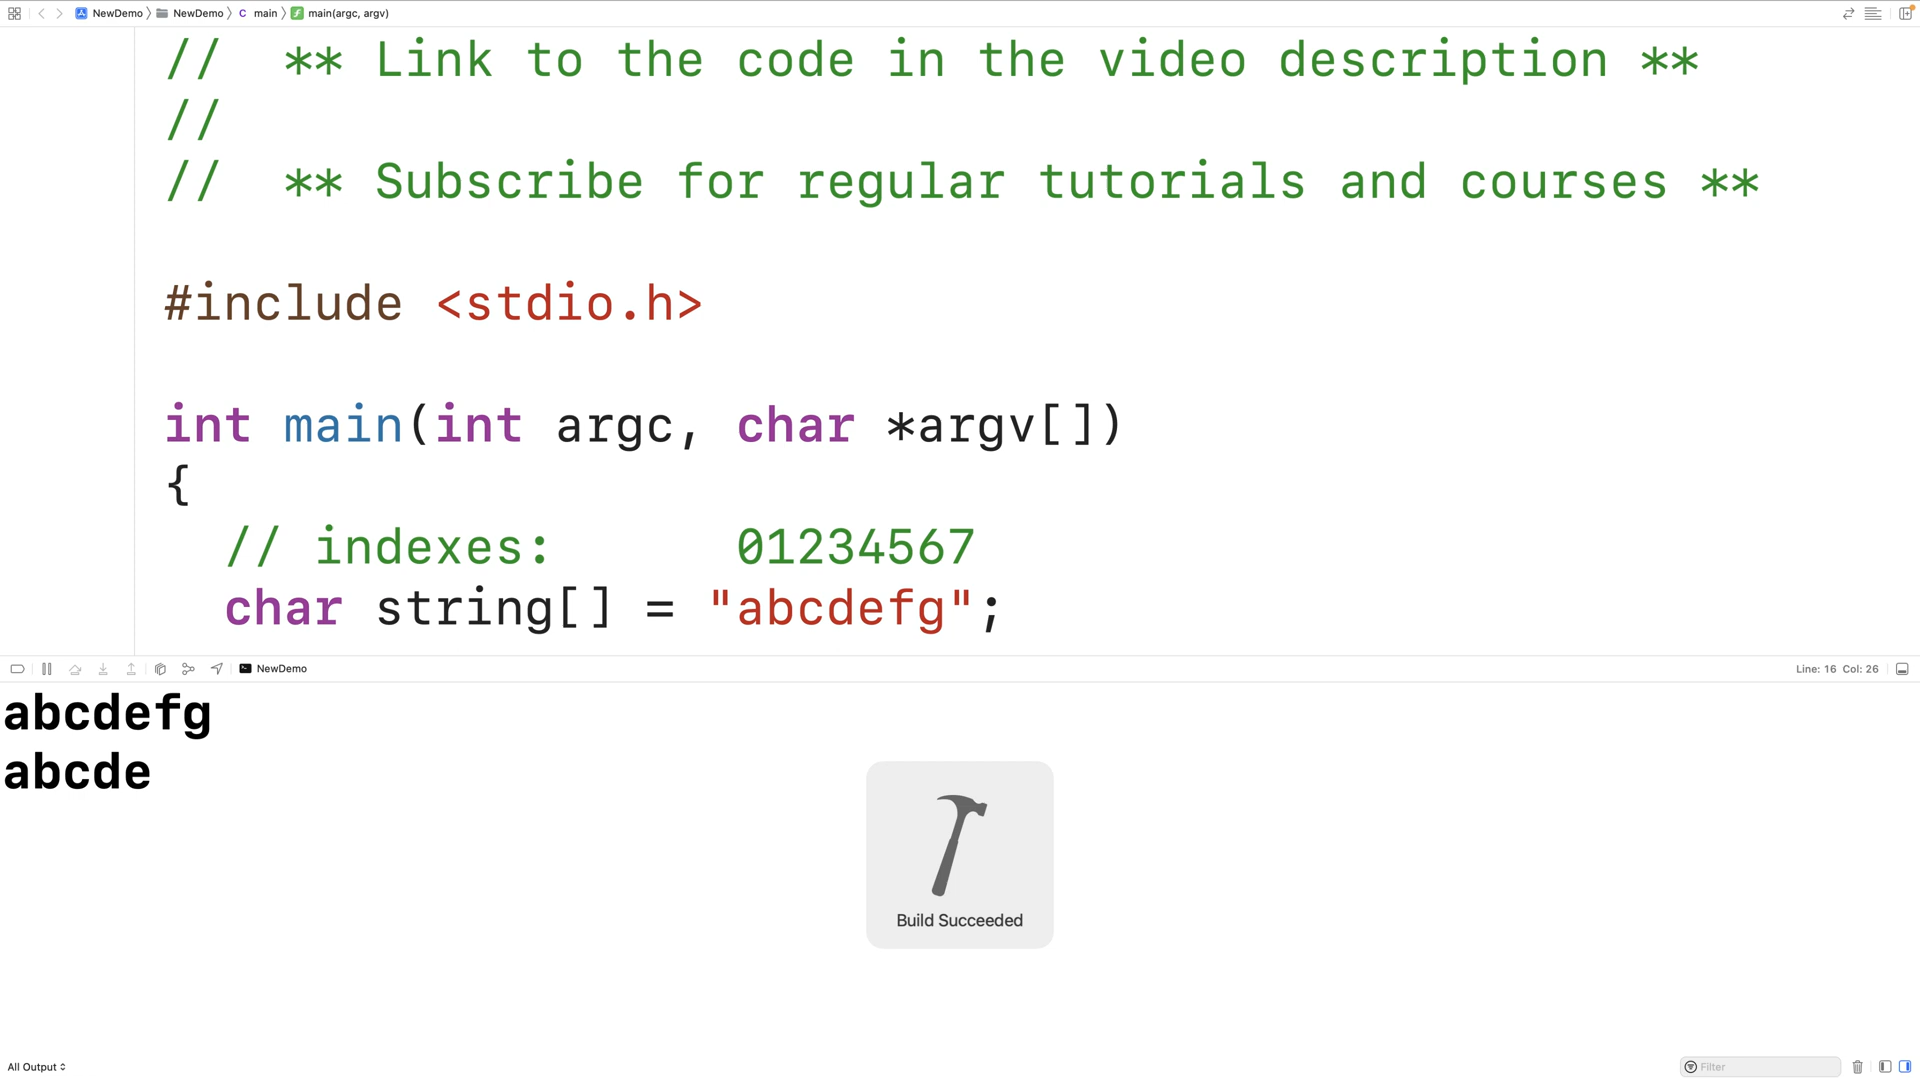 NewDemo NewDemo C main f main(argc, argv)
//  ** Link to the code in the video description **
//
//  ** Subscribe for regular tutorials and courses **
#include <stdio.h>
int main(int argc, char *argv[])
{
  // indexes:      01234567
  char string[] = "abcdefg";
NewDemo Line: 16 Col: 26
abcdefg
abcde
Build Succeeded
All Output Filter